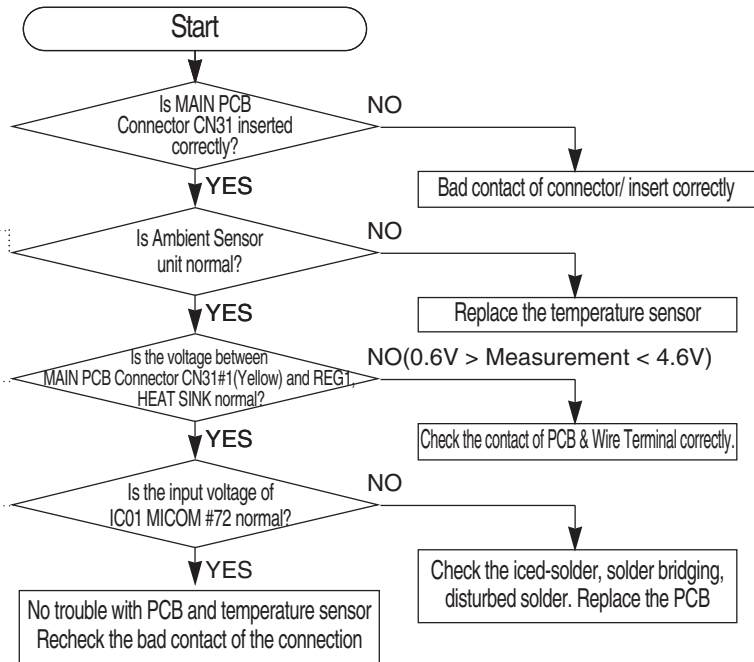 Start
Is MAIN PCB
Connector CN31 inserted
correctly?
NO
Bad contact of connector/ insert correctly
YES
Is Ambient Sensor
unit normal?
NO
Replace the temperature sensor
YES
Is the voltage between
MAIN PCB Connector CN31#1(Yellow) and REG1,
HEAT SINK normal?
NO(0.6V > Measurement < 4.6V)
Check the contact of PCB & Wire Terminal correctly.
YES
Is the input voltage of
IC01 MICOM #72 normal?
NO
Check the iced-solder, solder bridging,
disturbed solder. Replace the PCB
YES
No trouble with PCB and temperature sensor
Recheck the bad contact of the connection